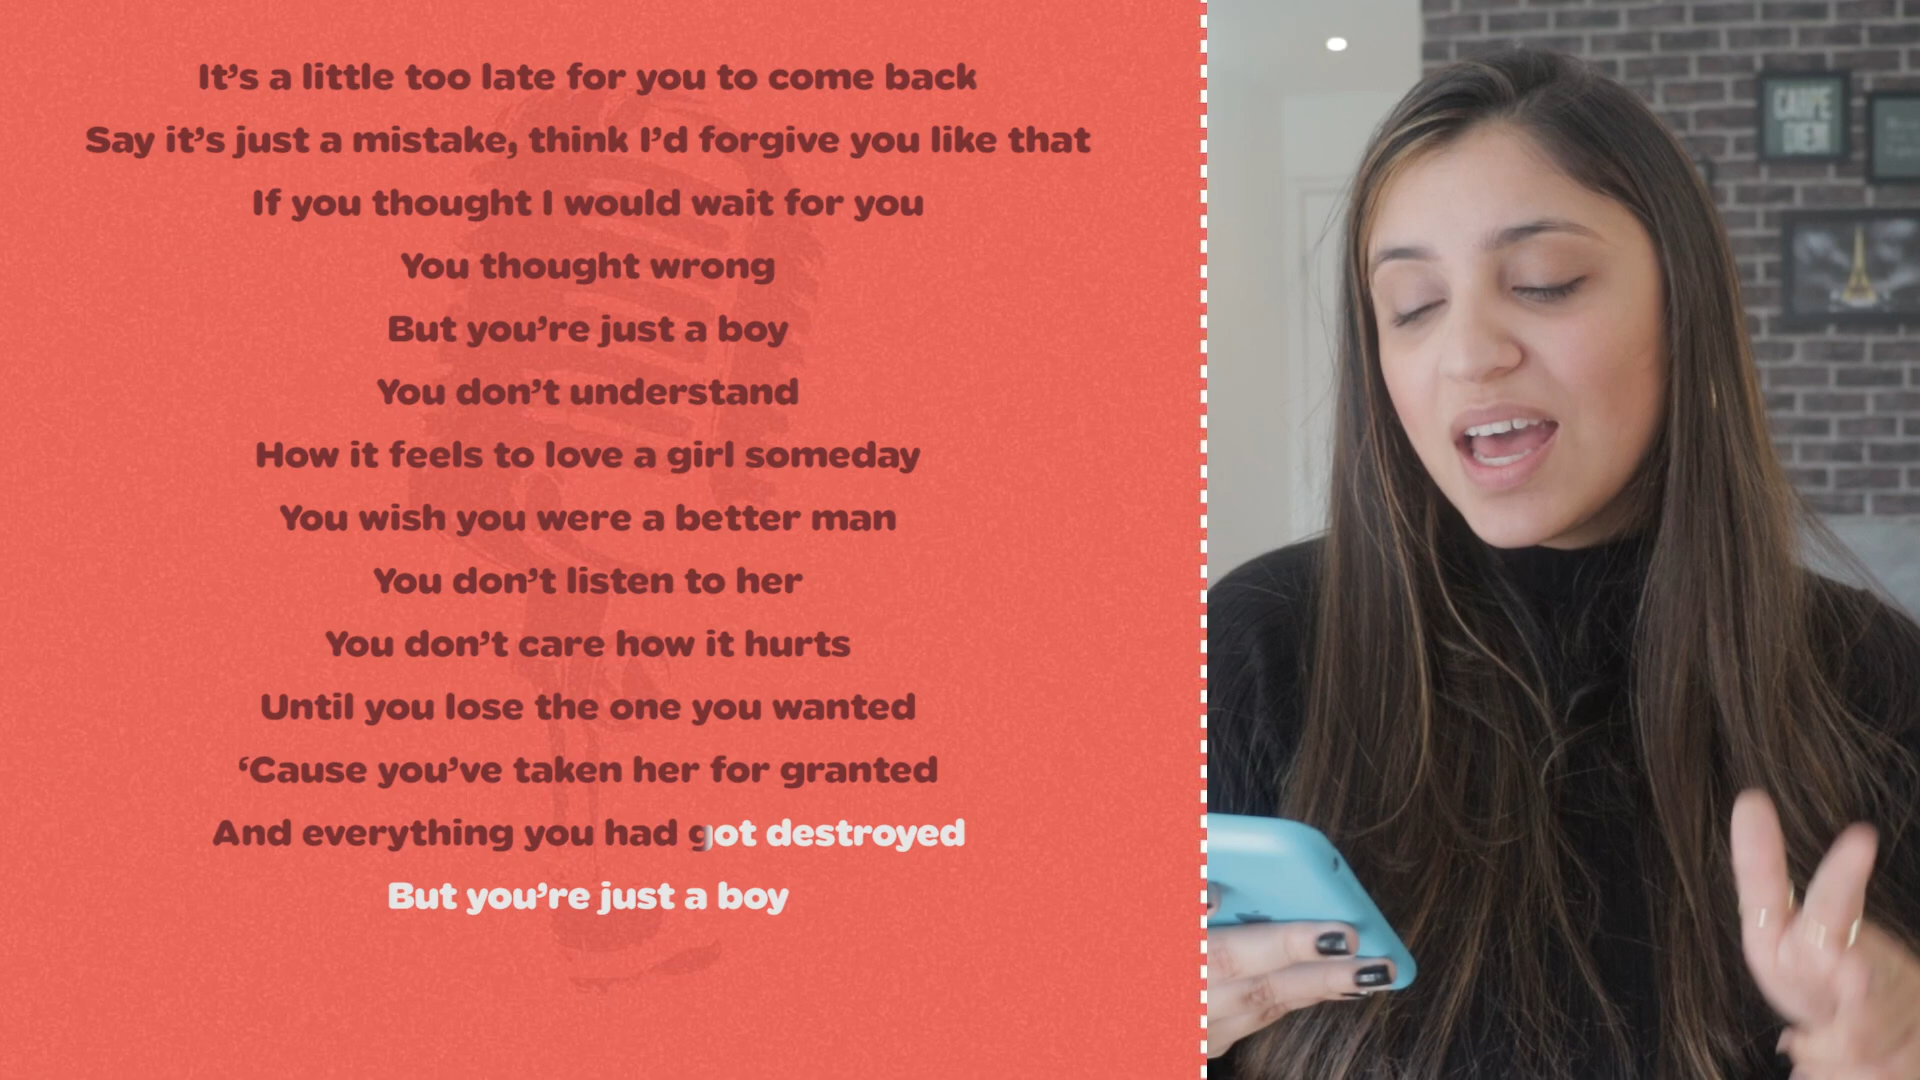 It’s a little too late for you to come back
Say it’s just a mistake, think I’d forgive you like that
If you thought I would wait for you
You thought wrong
But you’re just a boy
You don’t understand
How it feels to love a girl someday
You wish you were a better man
You don’t listen to her
You don’t care how it hurts
Until you lose the one you wanted
‘Cause you’ve taken her for granted
And everything you had got destroyed
But you’re just a boy
CARPE
DIEM